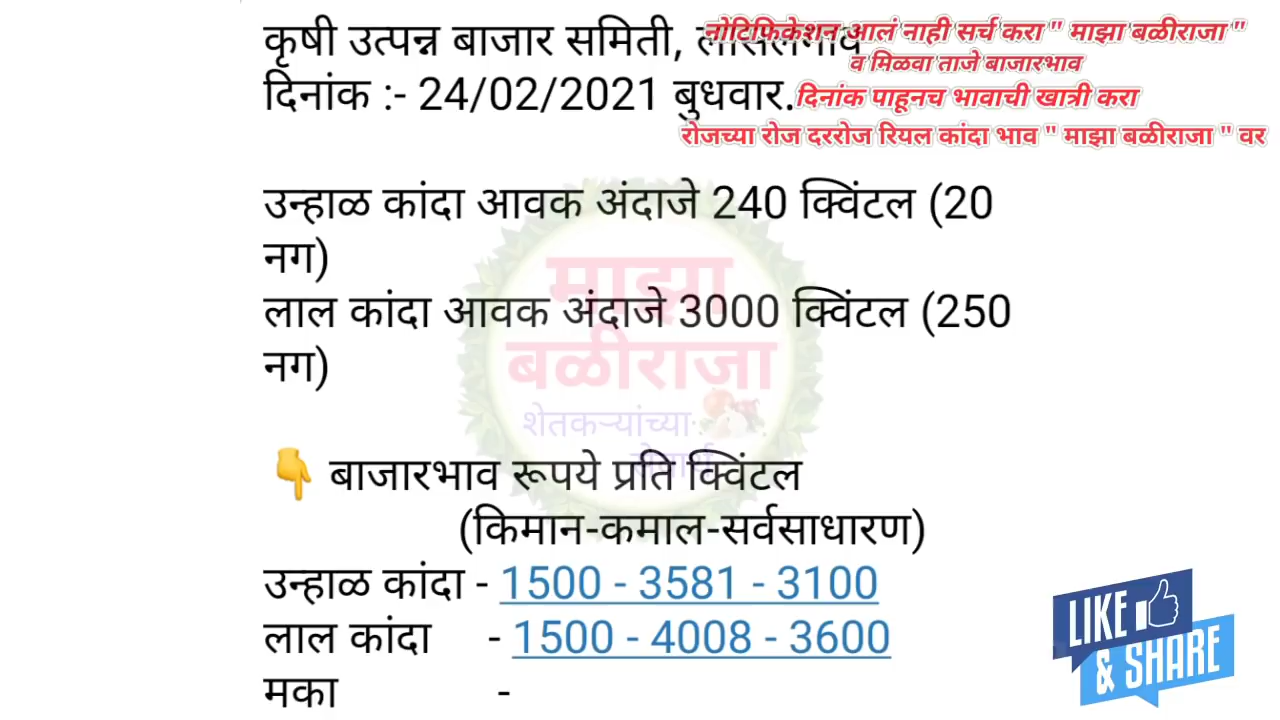 कृषी उत्पन्न बाजार समिती, लासलगाव
नोटिफिकेशन आलं नाही सर्च करा " माझा बळीराजा "
व मिळवा ताजे बाजारभाव
दिनांक :- 24/02/2021 बुधवार.
दिनांक पाहूनच भावाची खात्री करा
रोजच्या रोज दररोज रियल कांदा भाव " माझा बळीराजा " वर
उन्हाळ कांदा आवक अंदाजे 240 क्विंटल (20
नग)
लाल कांदा आवक अंदाजे 3000 क्विंटल (250
नग)
माझा
बळीराजा
शेतकऱ्यांच्या
👇 बाजारभाव रूपये प्रति क्विंटल
(किमान-कमाल-सर्वसाधारण)
उन्हाळ कांदा - 1500 - 3581 - 3100
लाल कांदा - 1500 - 4008 - 3600
मका -
LIKE
& SHARE